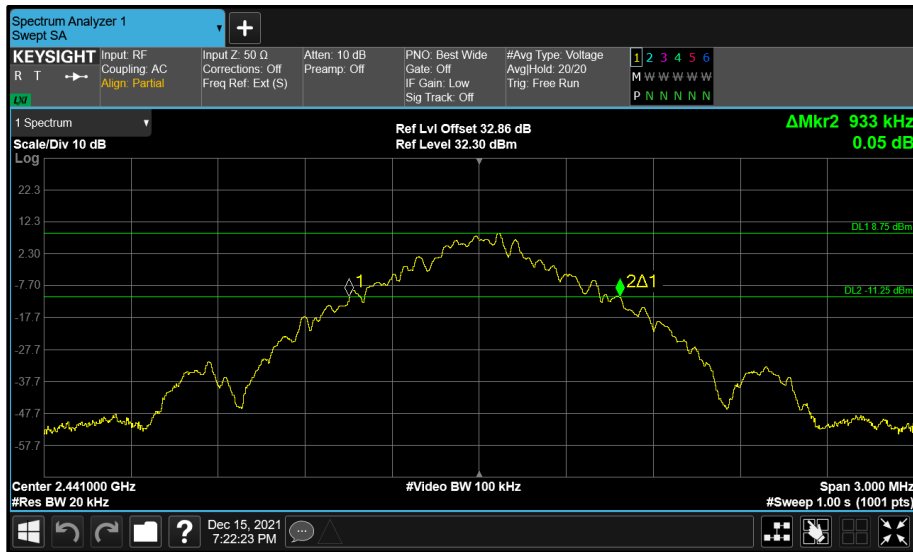 Spectrum Analyzer 1
Swept SA
+
KEYSIGHT Input: RF Input Z: 50 Ω Atten: 10 dB PNO: Best Wide #Avg Type: Voltage 1 2 3 4 5 6
R T Coupling: AC Corrections: Off Preamp: Off Gate: Off Avg|Hold: 20/20 M W W W W W
Align: Partial Freq Ref: Ext (S) IF Gain: Low Trig: Free Run P N N N N N
LXI Sig Track: Off
1 Spectrum Ref Lvl Offset 32.86 dB ΔMkr2 933 kHz
Scale/Div 10 dB Ref Level 32.30 dBm 0.05 dB
Log
22.3
12.3
DL1 8.75 dBm
2.30
-7.70
1
2Δ1
DL2 -11.25 dBm
-17.7
-27.7
-37.7
-47.7
-57.7
Center 2.441000 GHz #Video BW 100 kHz Span 3.000 MHz
#Res BW 20 kHz #Sweep 1.00 s (1001 pts)
? Dec 15, 2021
7:22:23 PM